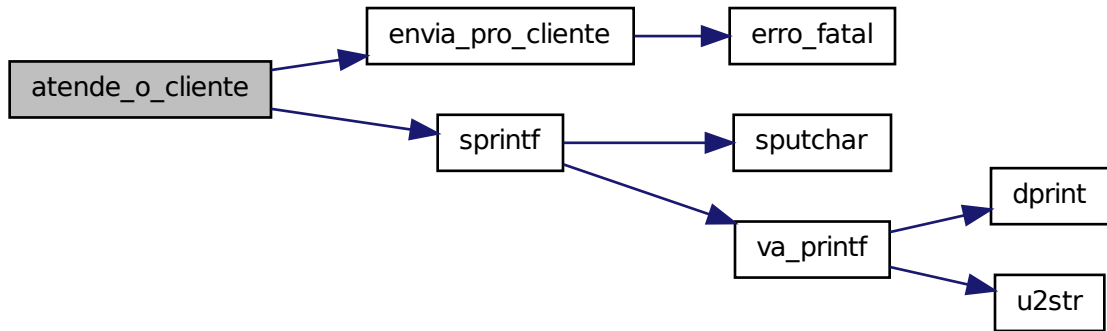 envia_pro_cliente
erro_fatal
atende_o_cliente
sprintf
sputchar
dprint
va_printf
u2str